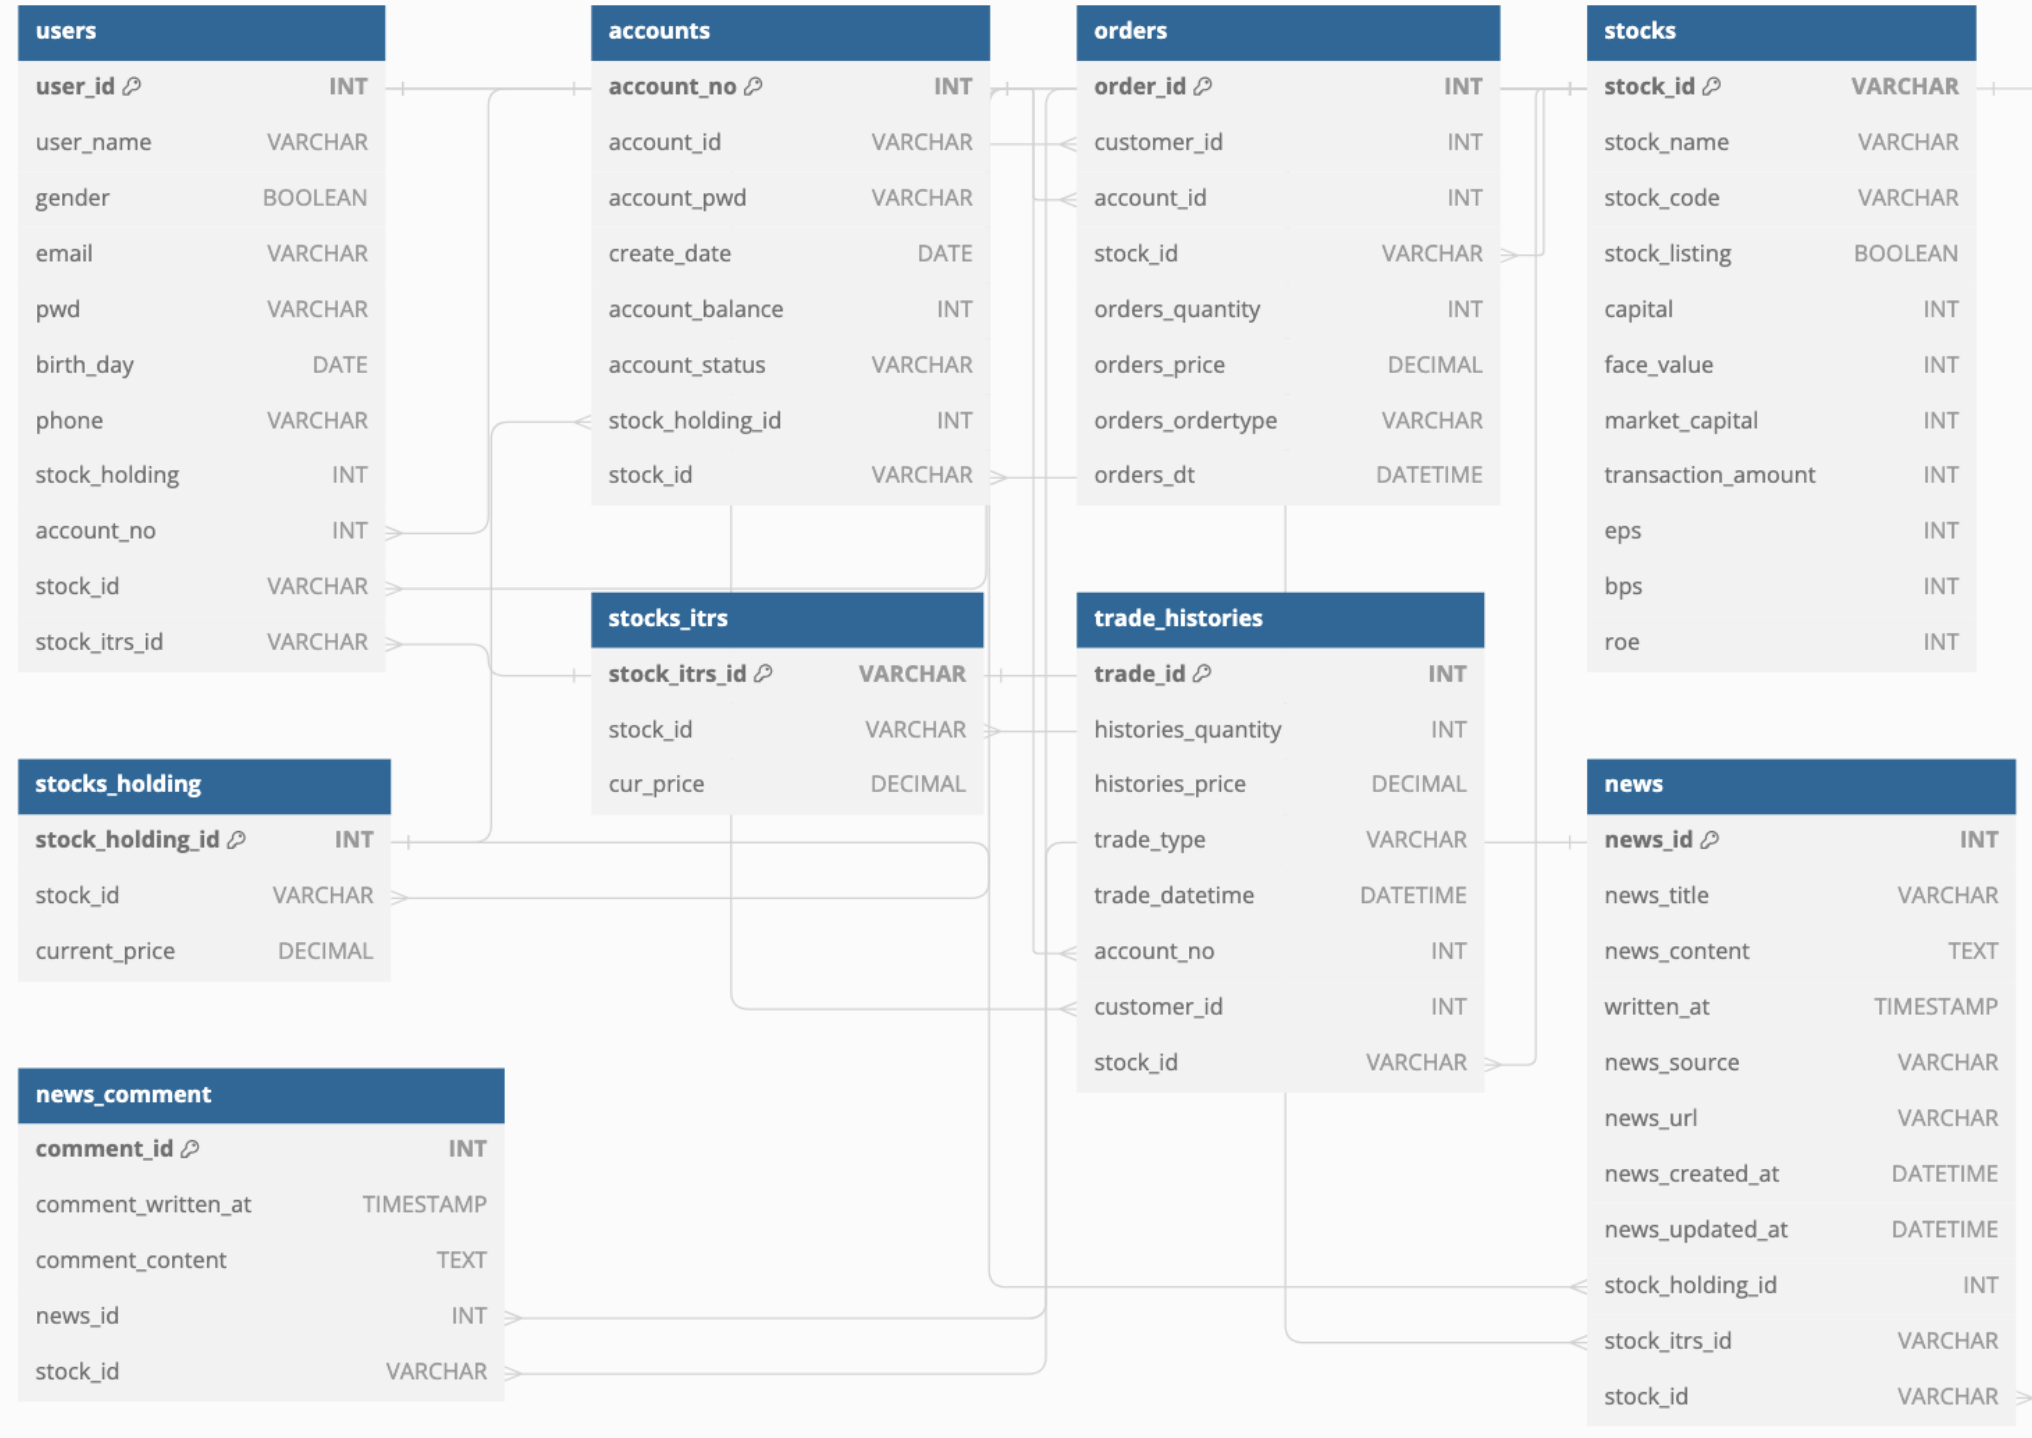 users
user_id INT
user_name VARCHAR
gender BOOLEAN
email VARCHAR
pwd VARCHAR
birth_day DATE
phone VARCHAR
stock_holding INT
account_no INT
stock_id VARCHAR
stock_itrs_id VARCHAR
accounts
account_no INT
account_id VARCHAR
account_pwd VARCHAR
create_date DATE
account_balance INT
account_status VARCHAR
stock_holding_id INT
stock_id VARCHAR
orders
order_id INT
customer_id INT
account_id INT
stock_id VARCHAR
orders_quantity INT
orders_price DECIMAL
orders_ordertype VARCHAR
orders_dt DATETIME
stocks
stock_id VARCHAR
stock_name VARCHAR
stock_code VARCHAR
stock_listing BOOLEAN
capital INT
face_value INT
market_capital INT
transaction_amount INT
eps INT
bps INT
roe INT
stocks_itrs
stock_itrs_id VARCHAR
stock_id VARCHAR
cur_price DECIMAL
trade_histories
trade_id INT
histories_quantity INT
histories_price DECIMAL
trade_type VARCHAR
trade_datetime DATETIME
account_no INT
customer_id INT
stock_id VARCHAR
stocks_holding
stock_holding_id INT
stock_id VARCHAR
current_price DECIMAL
news
news_id INT
news_title VARCHAR
news_content TEXT
written_at TIMESTAMP
news_source VARCHAR
news_url VARCHAR
news_created_at DATETIME
news_updated_at DATETIME
stock_holding_id INT
stock_itrs_id VARCHAR
stock_id VARCHAR
news_comment
comment_id INT
comment_written_at TIMESTAMP
comment_content TEXT
news_id INT
stock_id VARCHAR